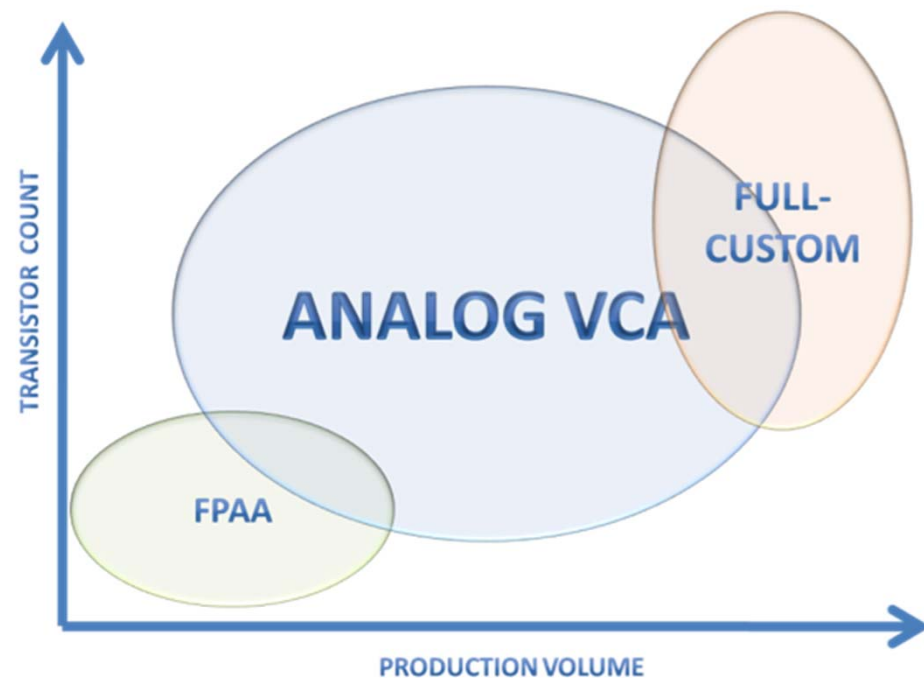 TRANSISTOR COUNT
FULL-
CUSTOM
ANALOG VCA
FPAA
PRODUCTION VOLUME